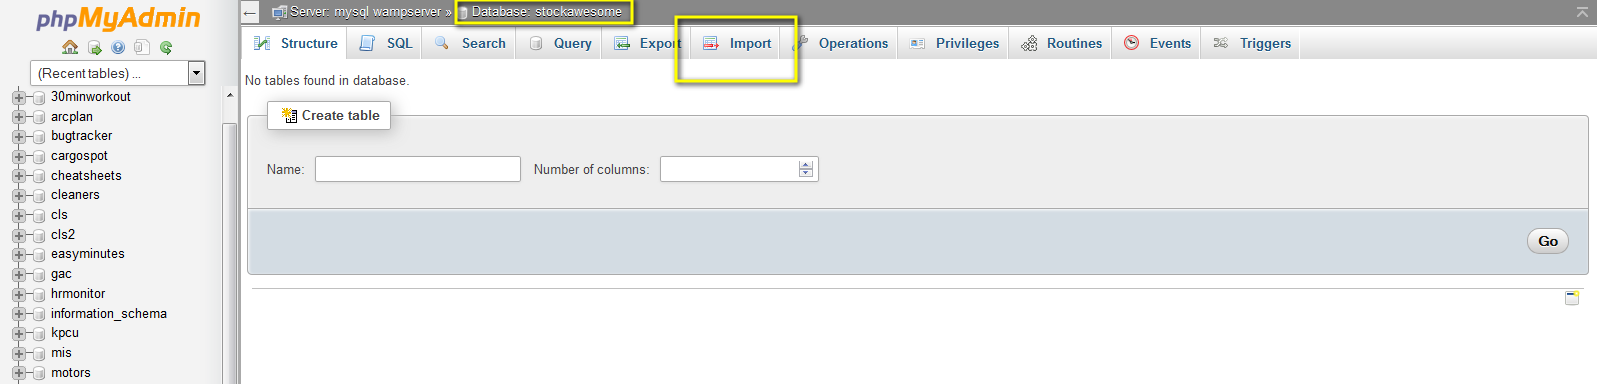 phpMyAdmin
(Recent tables) ...
30minworkout
arcplan
bugtracker
cargospot
cheatsheets
cleaners
cls
cls2
easyminutes
gac
hrmonitor
information_schema
kpcu
mis
motors
Server: mysql wampserver » Database: stockawesome
Structure SQL Search Query Export Import Operations Privileges Routines Events Triggers
No tables found in database.
Create table
Name: Number of columns:
Go